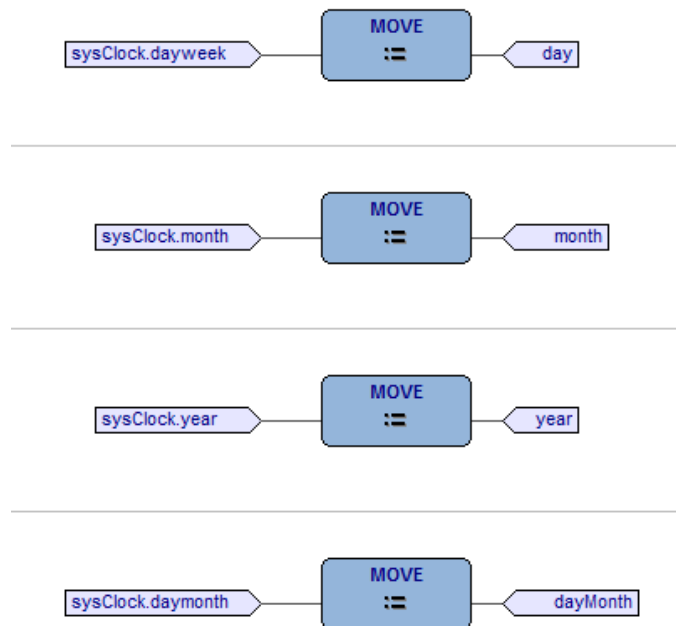 MOVE
sysClock.dayweek := day
MOVE
sysClock.month := month
MOVE
sysClock.year := year
MOVE
sysClock.daymonth := dayMonth